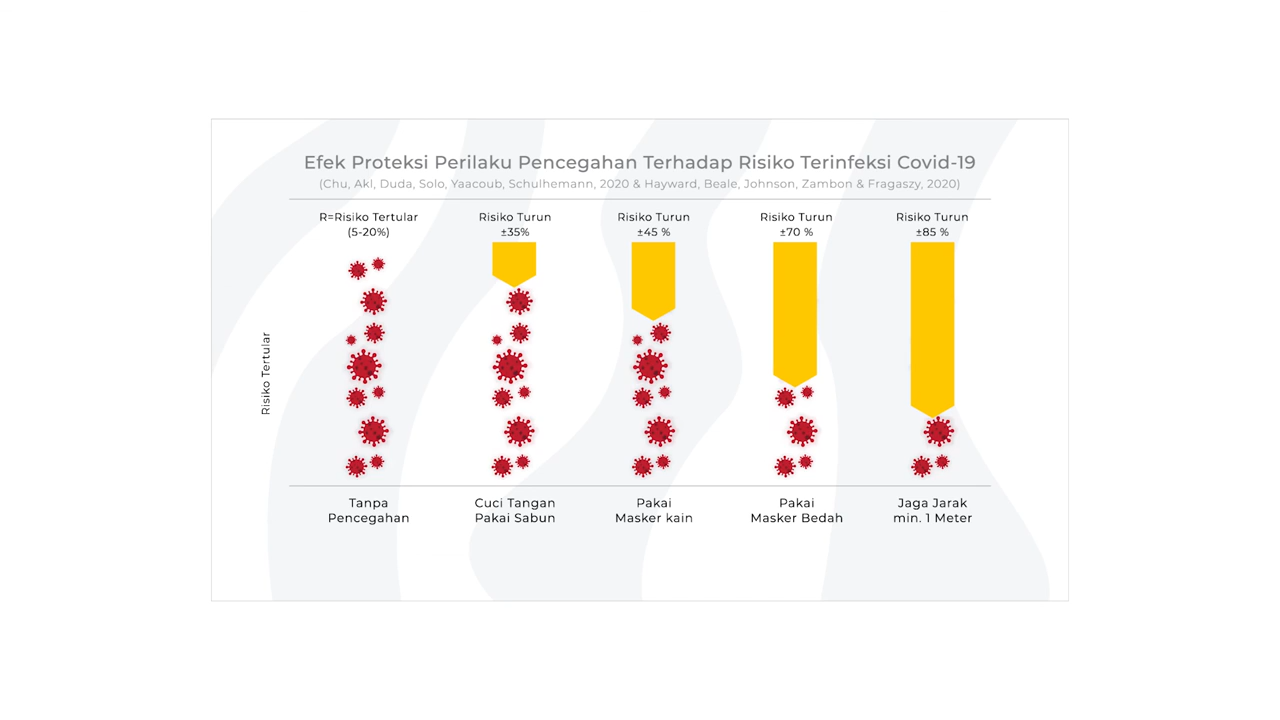 Efek Proteksi Perilaku Pencegahan Terhadap Risiko Terinfeksi Covid-19
(Chu, Akl, Duda, Solo, Yaacoub, Schulhemann, 2020 & Hayward, Beale, Johnson, Zambon & Fragaszy, 2020)
R=Risiko Tertular
(5-20%)
Risiko Turun
±35%
Risiko Turun
±45 %
Risiko Turun
±70 %
Risiko Turun
±85 %
Risiko Tertular
Tanpa
Pencegahan
Cuci Tangan
Pakai Sabun
Pakai
Masker kain
Pakai
Masker Bedah
Jaga Jarak
min. 1 Meter